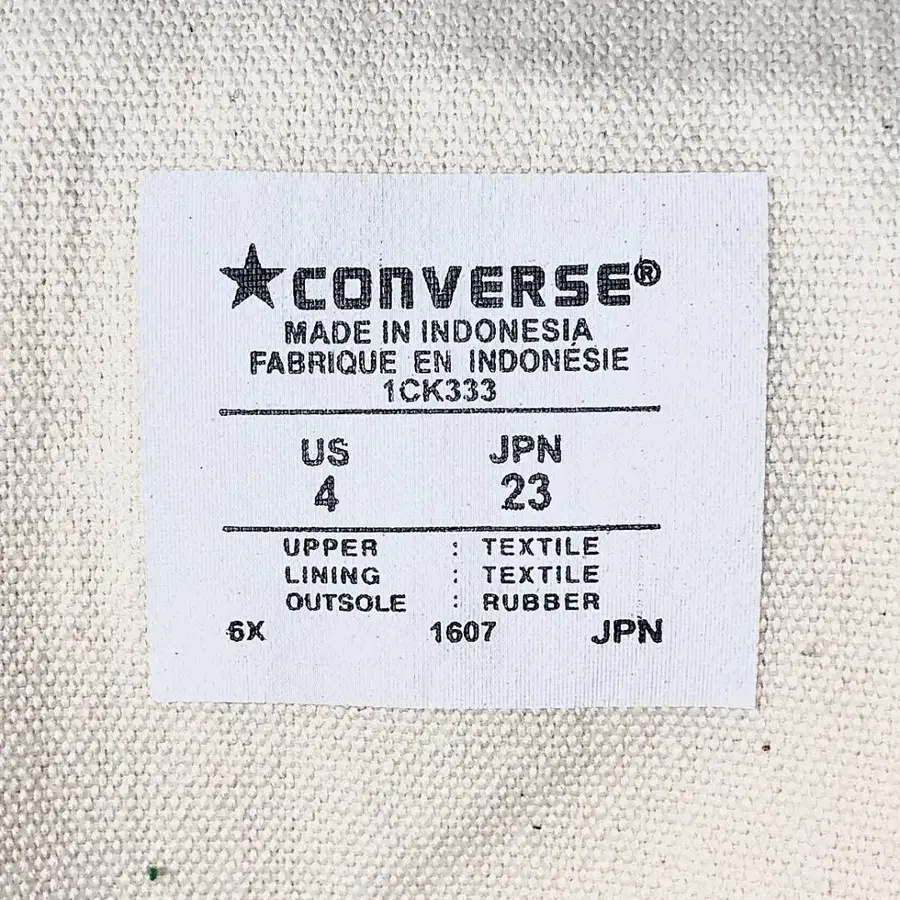 ★CONVERSE®
MADE IN INDONESIA
FABRIQUE EN INDONÉSIE
1CK333
US JPN
4 23
UPPER : TEXTILE
LINING : TEXTILE
OUTSOLE : RUBBER
6X 1607 JPN